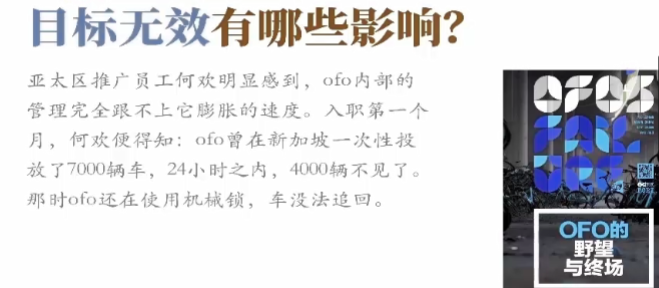 目标无效有哪些影响？
亚太区推广员工何欢明显感到，ofo内部的
管理完全跟不上它膨胀的速度。入职第一个
月，何欢便得知：ofo曾在新加坡一次性投
放了7000辆车，24小时之内，4000辆不见了。
那时ofo还在使用机械锁，车没法追回。
OFO'S
FAIL
URE
OFO的
野望
与终场